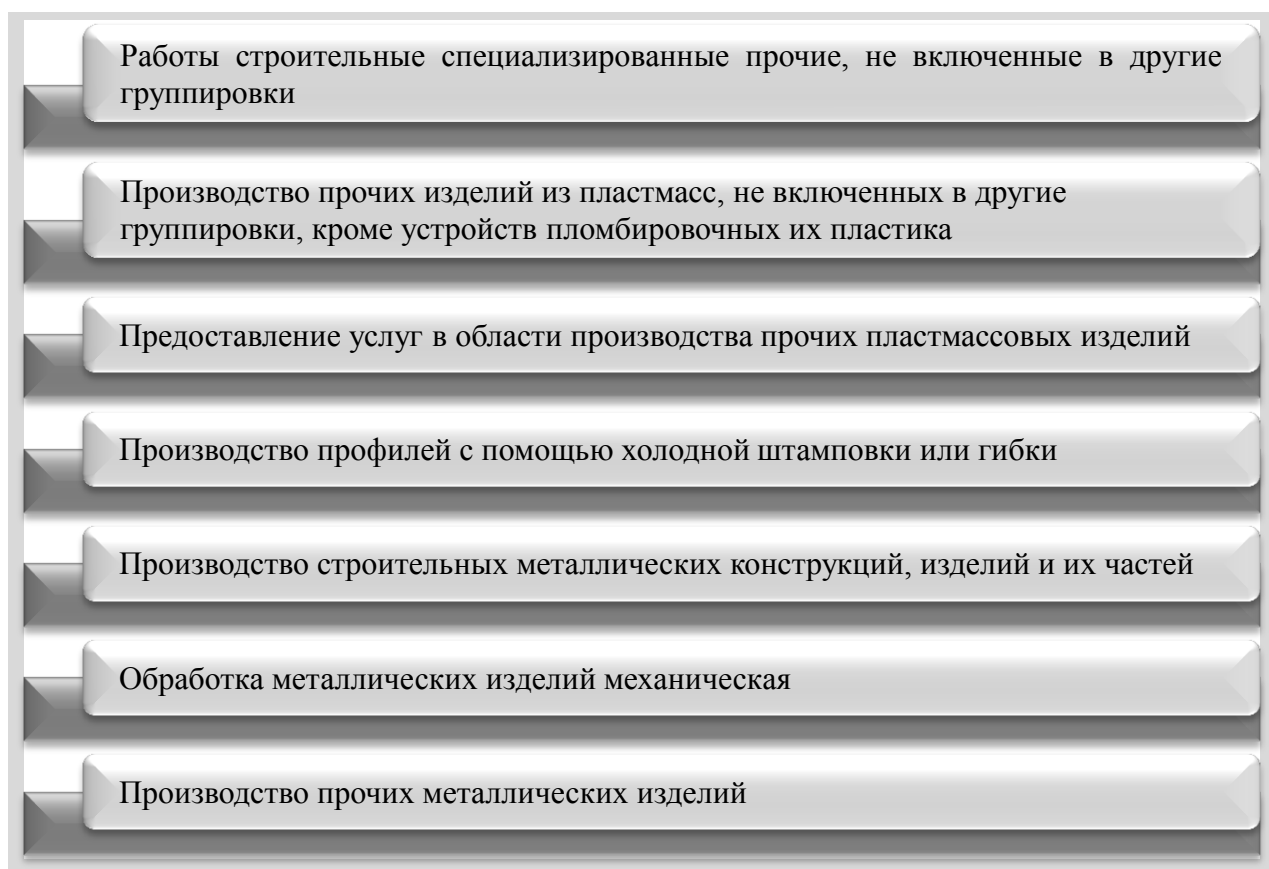 Работы строительные специализированные прочие, не включенные в другие
группировки
Производство прочих изделий из пластмасс, не включенных в другие
группировки, кроме устройств пломбировочных их пластика
Предоставление услуг в области производства прочих пластмассовых изделий
Производство профилей с помощью холодной штамповки или гибки
Производство строительных металлических конструкций, изделий и их частей
Обработка металлических изделий механическая
Производство прочих металлических изделий